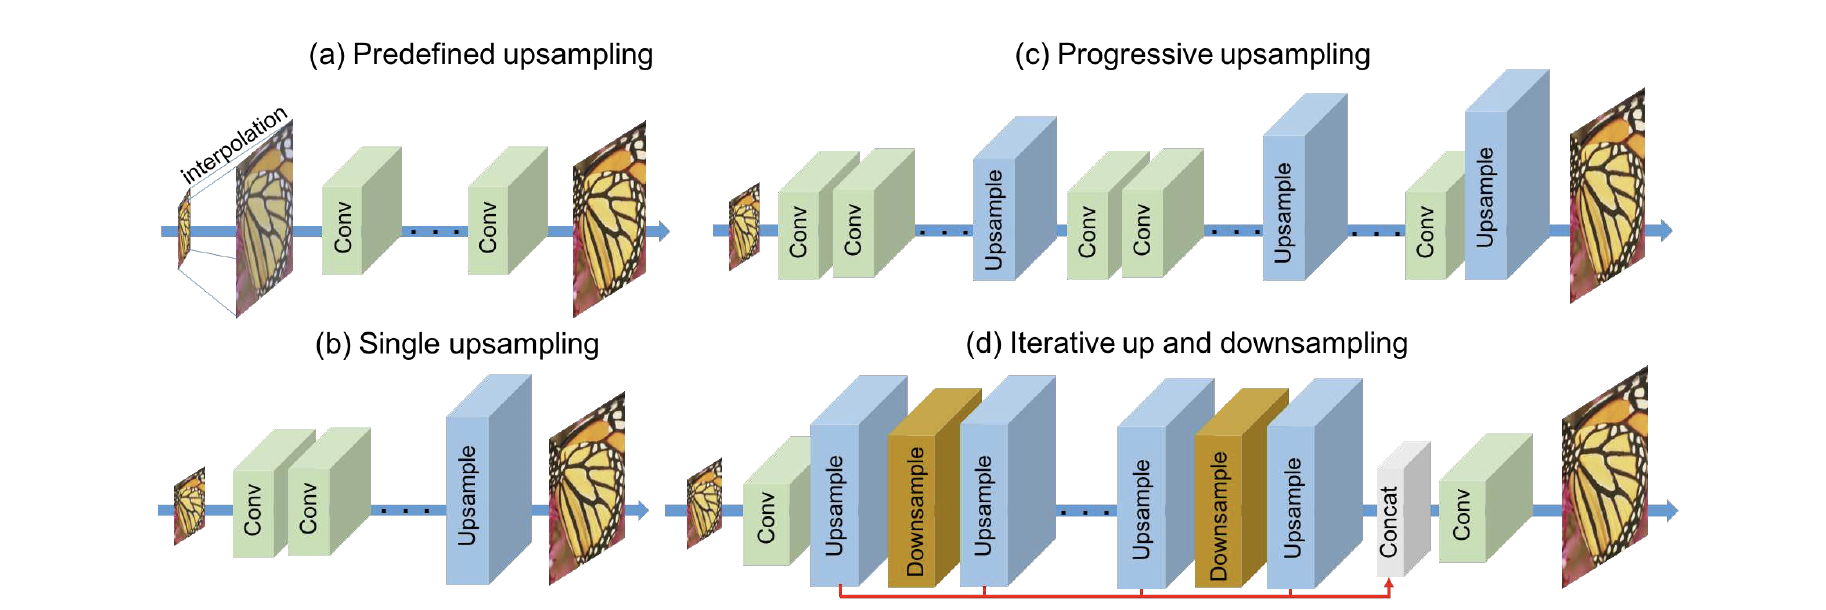 (a) Predefined upsampling
interpolation
Conv
. . .
Conv
(c) Progressive upsampling
Conv
Conv
. . .
Upsample
Conv
Conv
. . .
Upsample
. . .
Conv
Upsample
(b) Single upsampling
Conv
Conv
. . .
Upsample
(d) Iterative up and downsampling
Conv
Upsample
Downsample
Upsample
. . .
Upsample
Downsample
Upsample
Concat
Conv